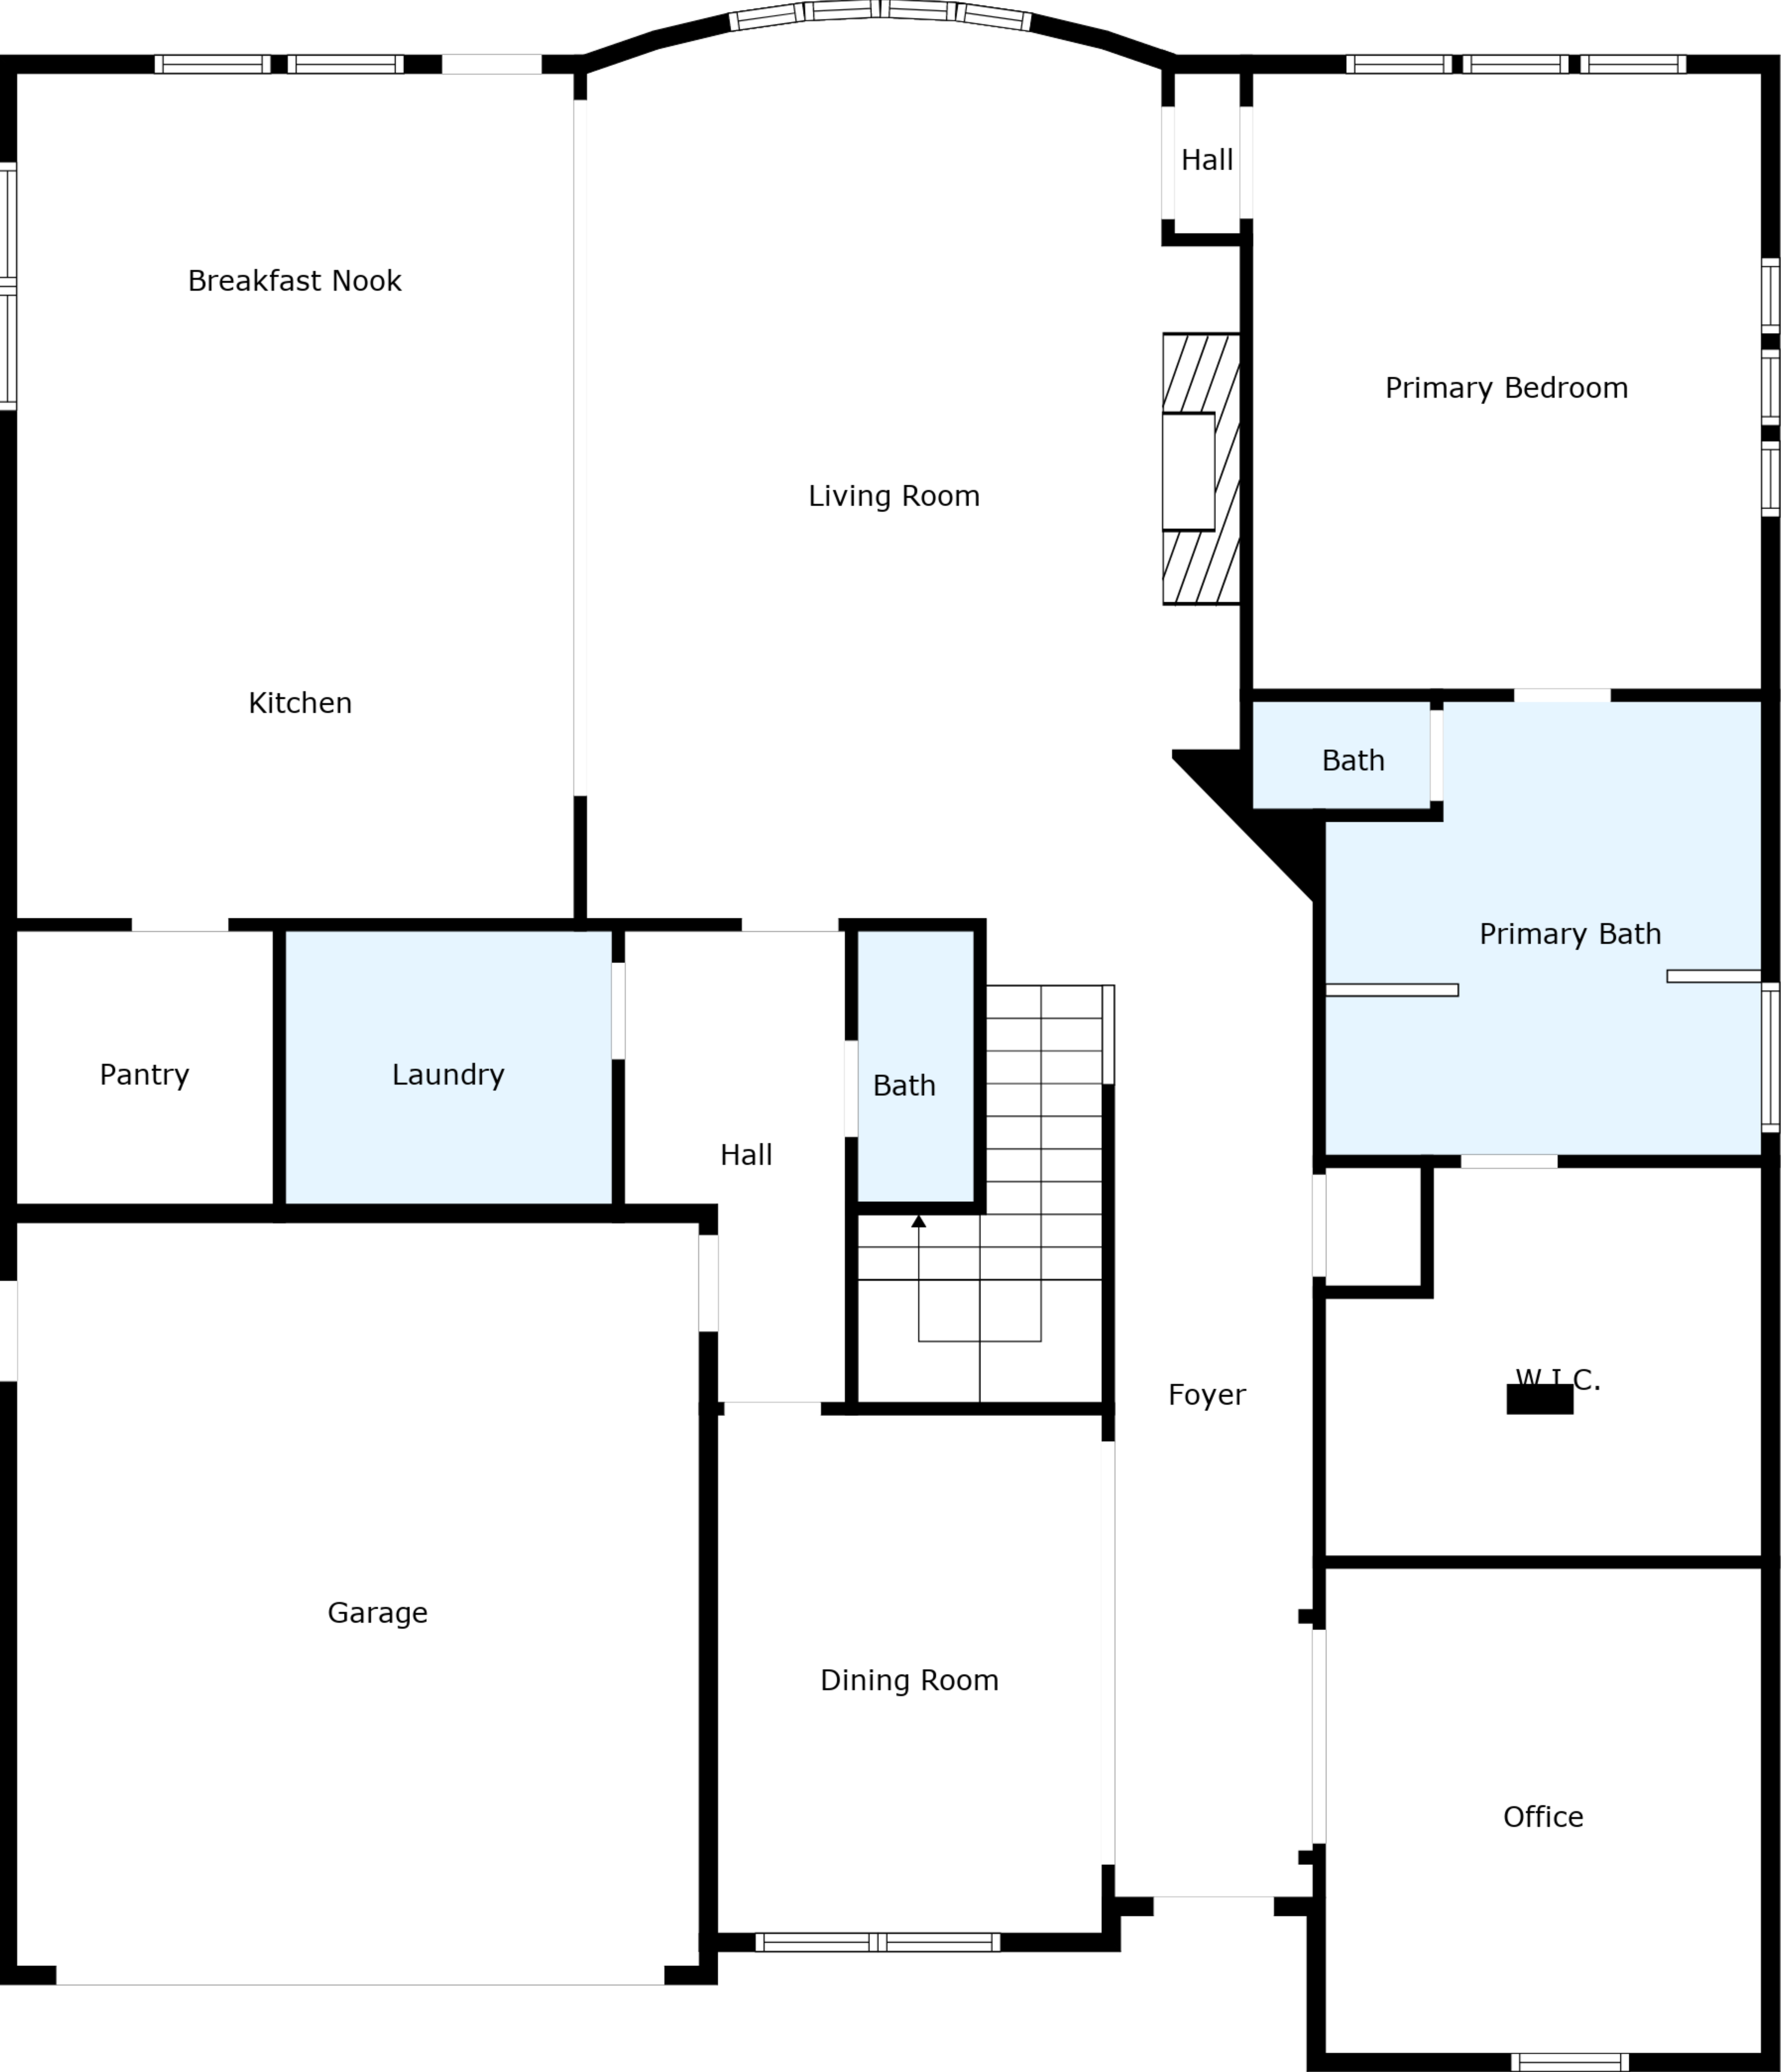 Hall
Breakfast Nook
Primary Bedroom
Living Room
Kitchen
Bath
Primary Bath
Pantry
Laundry
Bath
Hall
W.I.C.
Foyer
Garage
Dining Room
Office